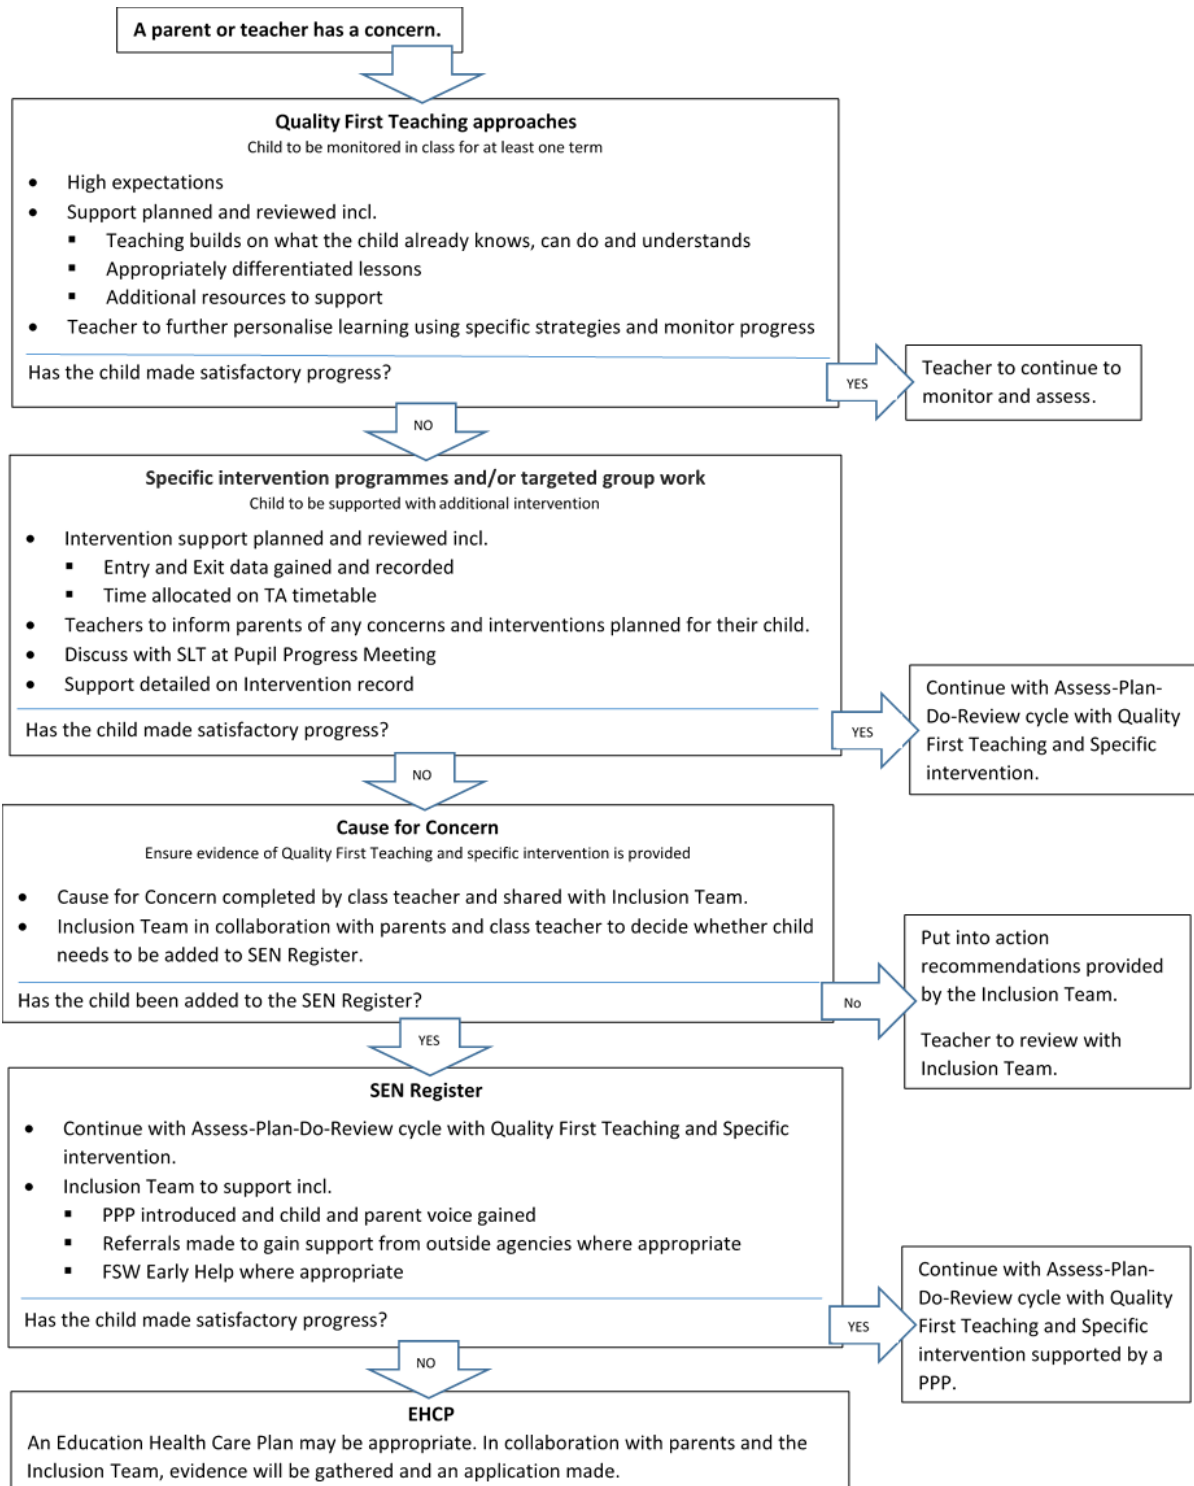 A parent or teacher has a concern.
Quality First Teaching approaches
Child to be monitored in class for at least one term
• High expectations
• Support planned and reviewed incl.
▪ Teaching builds on what the child already knows, can do and understands
▪ Appropriately differentiated lessons
▪ Additional resources to support
• Teacher to further personalise learning using specific strategies and monitor progress
Has the child made satisfactory progress?
YES
Teacher to continue to
monitor and assess.
NO
Specific intervention programmes and/or targeted group work
Child to be supported with additional intervention
• Intervention support planned and reviewed incl.
▪ Entry and Exit data gained and recorded
▪ Time allocated on TA timetable
• Teachers to inform parents of any concerns and interventions planned for their child.
• Discuss with SLT at Pupil Progress Meeting
• Support detailed on Intervention record
Has the child made satisfactory progress?
YES
Continue with Assess-Plan-
Do-Review cycle with Quality
First Teaching and Specific
intervention.
NO
Cause for Concern
Ensure evidence of Quality First Teaching and specific intervention is provided
• Cause for Concern completed by class teacher and shared with Inclusion Team.
• Inclusion Team in collaboration with parents and class teacher to decide whether child
needs to be added to SEN Register.
Has the child been added to the SEN Register?
No
Put into action
recommendations provided
by the Inclusion Team.
Teacher to review with
Inclusion Team.
YES
SEN Register
• Continue with Assess-Plan-Do-Review cycle with Quality First Teaching and Specific
intervention.
• Inclusion Team to support incl.
▪ PPP introduced and child and parent voice gained
▪ Referrals made to gain support from outside agencies where appropriate
▪ FSW Early Help where appropriate
Has the child made satisfactory progress?
YES
Continue with Assess-Plan-
Do-Review cycle with Quality
First Teaching and Specific
intervention supported by a
PPP.
NO
EHCP
An Education Health Care Plan may be appropriate. In collaboration with parents and the
Inclusion Team, evidence will be gathered and an application made.